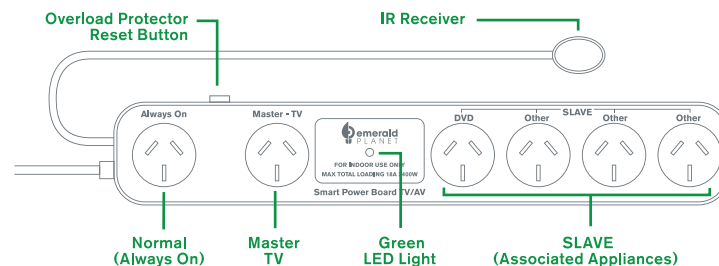 Overload Protector
Reset Button
IR Receiver
Always On
Master - TV
SLAVE
DVD
Other
Other
Other
emerald
PLANET
FOR INDOOR USE ONLY
MAX TOTAL LOADING 10A 2400W
Smart Power Board TV/AV
Normal
(Always On)
Master
TV
Green
LED Light
SLAVE
(Associated Appliances)